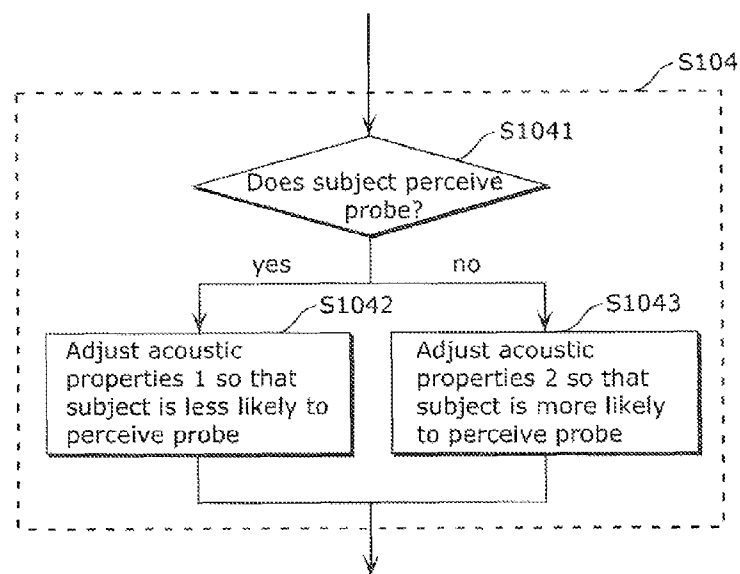 S104
S1041
Does subject perceive
probe?
yes
no
S1042
S1043
Adjust acoustic
properties 1 so that
subject is less likely to
perceive probe
Adjust acoustic
properties 2 so that
subject is more likely
to perceive probe